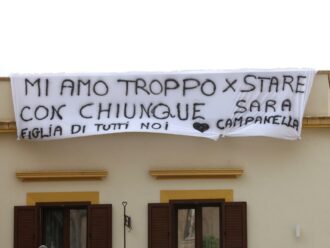 MI AMO TROPPO X STARE
CON CHIUNQUE SARA
FIGLIA DI TUTTI NOI CAMPANELLA